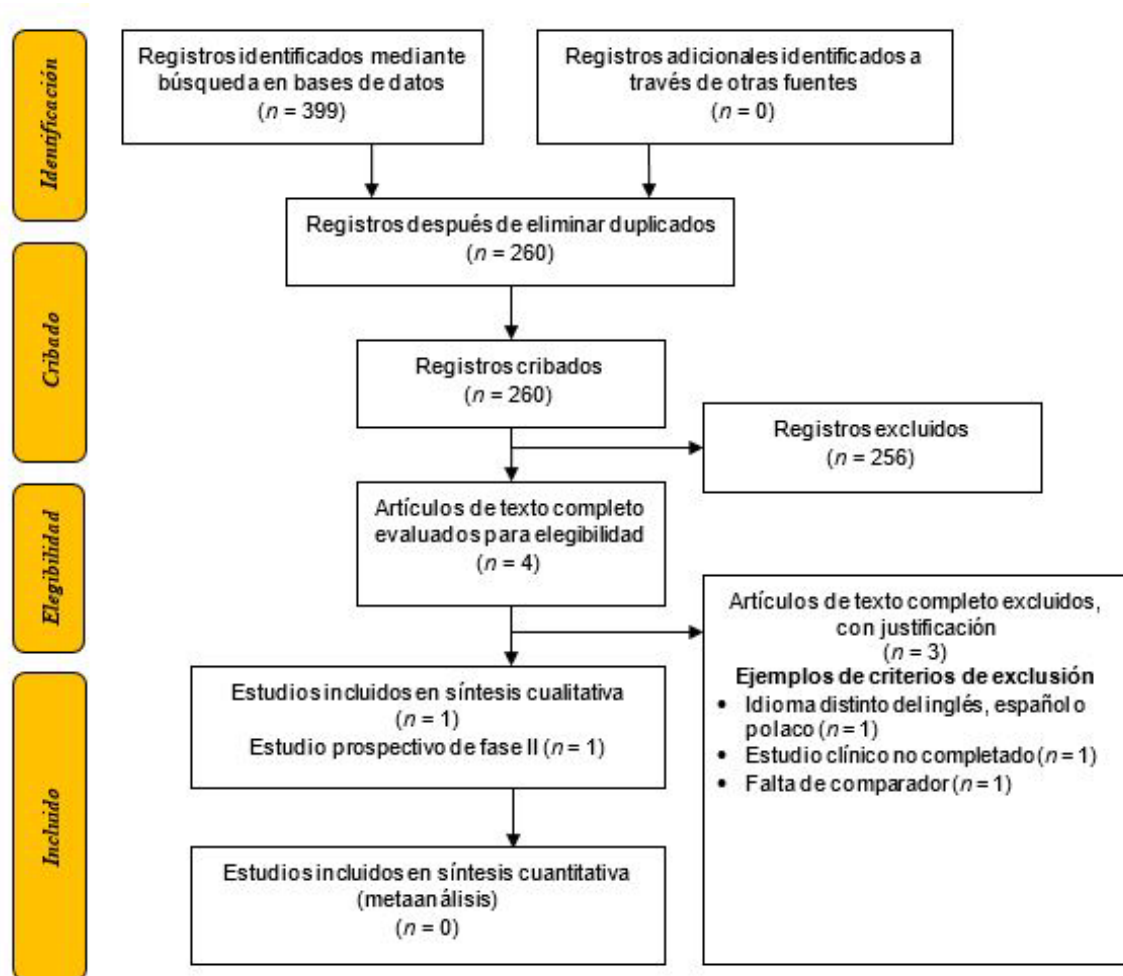 Identificación
Registros identificados mediante
búsqueda en bases de datos
(n = 399)
Registros adicionales identificados a
través de otras fuentes
(n = 0)
Registros después de eliminar duplicados
(n = 260)
Cribado
Registros cribados
(n = 260)
Registros excluidos
(n = 256)
Elegibilidad
Artículos de texto completo
evaluados para elegibilidad
(n = 4)
Artículos de texto completo excluidos,
con justificación
(n = 3)
Ejemplos de criterios de exclusión
• Idioma distinto del inglés, español o
polaco (n = 1)
• Estudio clínico no completado (n = 1)
• Falta de comparador (n = 1)
Incluido
Estudios incluidos en síntesis cualitativa
(n = 1)
Estudio prospectivo de fase II (n = 1)
Estudios incluidos en síntesis cuantitativa
(metaanálisis)
(n = 0)